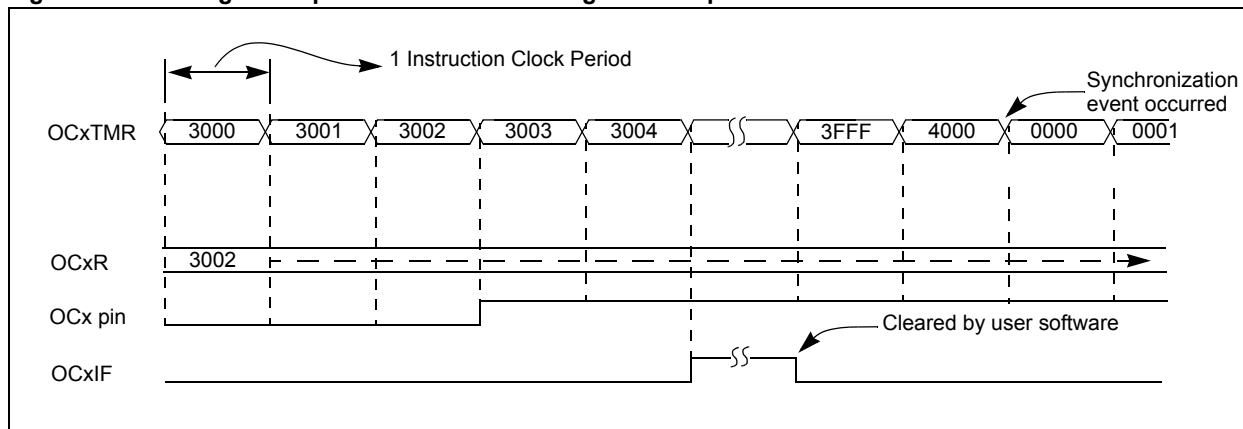 1 Instruction Clock Period
Synchronization
event occurred
OCxTMR 3000 3001 3002 3003 3004 3FFF 4000 0000 0001
OCxR 3002
OCx pin
Cleared by user software
OCxIF